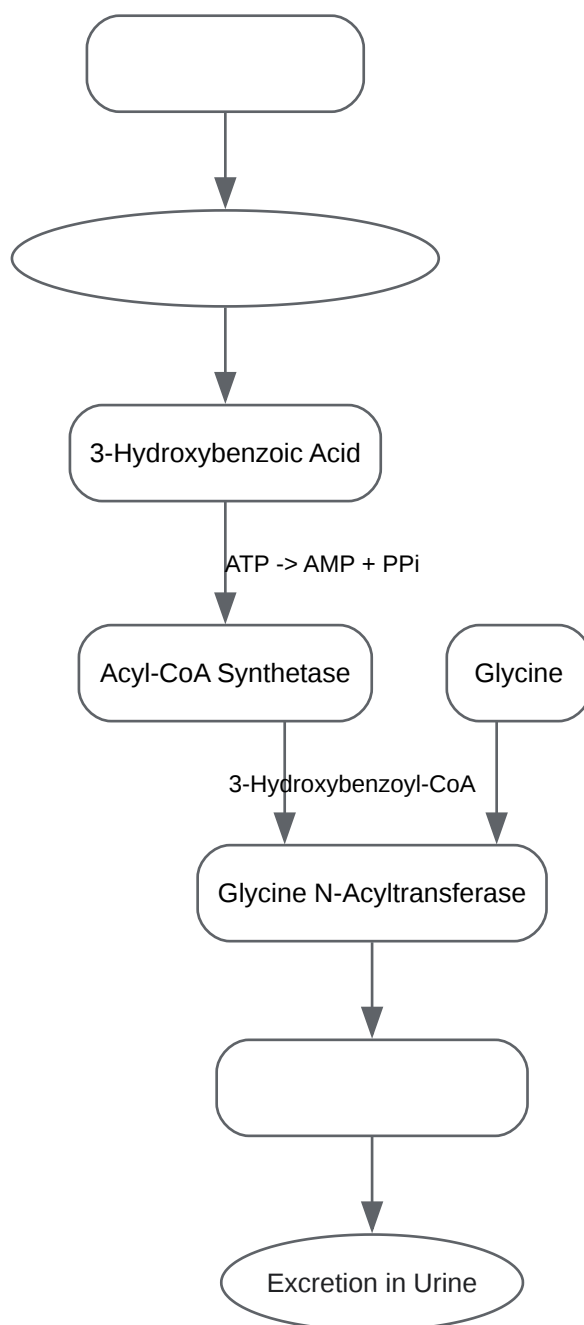 3-Hydroxybenzoic Acid
ATP -> AMP + PPi
Acyl-CoA Synthetase
Glycine
3-Hydroxybenzoyl-CoA
Glycine N-Acyltransferase
Excretion in Urine